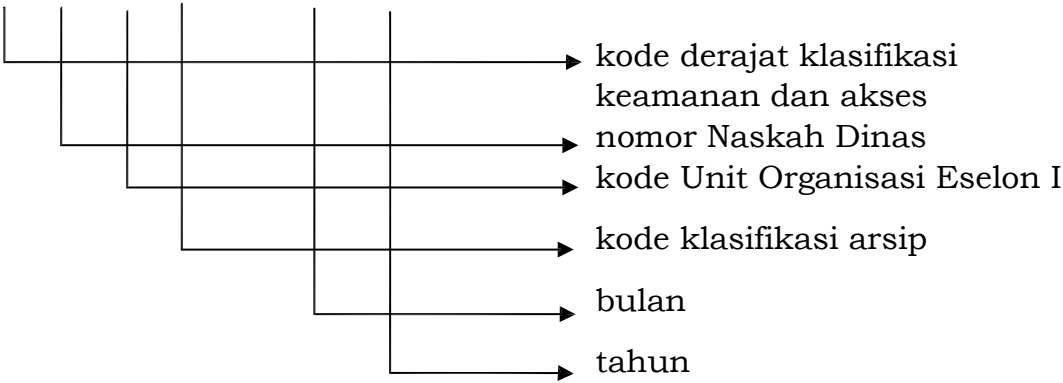 kode derajat klasifikasi
keamanan dan akses
nomor Naskah Dinas
kode Unit Organisasi Eselon I
kode klasifikasi arsip
bulan
tahun